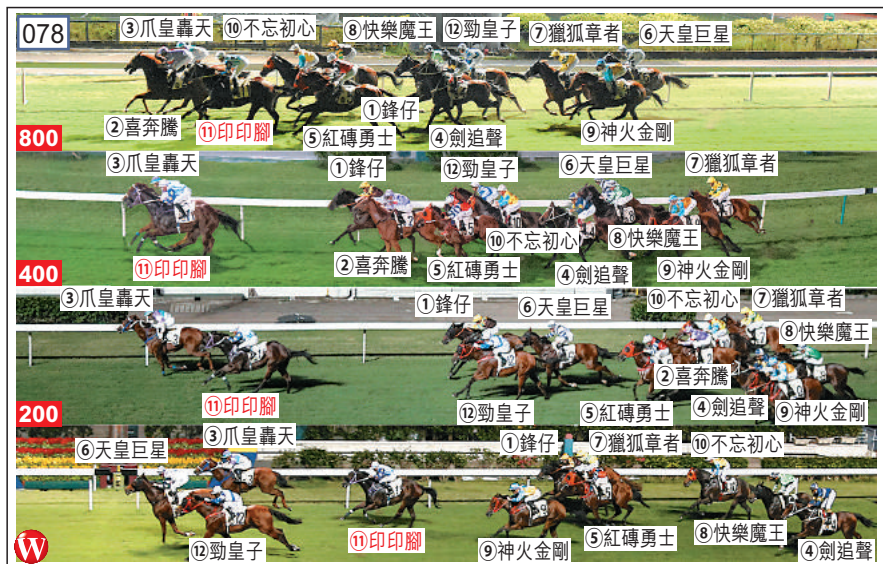 078
③爪皇轟天 ⑩不忘初心 ⑧快樂魔王 ⑫勁皇子 ⑦獵狐章者 ⑥天皇巨星
②喜奔騰 ⑪印印腳 ⑤紅磚勇士 ①鋒仔 ④劍追聲 ⑨神火金剛
800
③爪皇轟天 ①鋒仔 ⑫勁皇子 ⑥天皇巨星 ⑦獵狐章者
⑪印印腳 ②喜奔騰 ⑤紅磚勇士 ⑩不忘初心 ④劍追聲 ⑧快樂魔王 ⑨神火金剛
400
③爪皇轟天 ①鋒仔 ⑥天皇巨星 ⑩不忘初心 ⑦獵狐章者
⑧快樂魔王
②喜奔騰
⑪印印腳 ⑫勁皇子 ⑤紅磚勇士 ④劍追聲 ⑨神火金剛
200
⑥天皇巨星 ③爪皇轟天 ①鋒仔 ⑦獵狐章者 ⑩不忘初心
⑫勁皇子 ⑪印印腳 ⑨神火金剛 ⑤紅磚勇士 ⑧快樂魔王 ④劍追聲
W